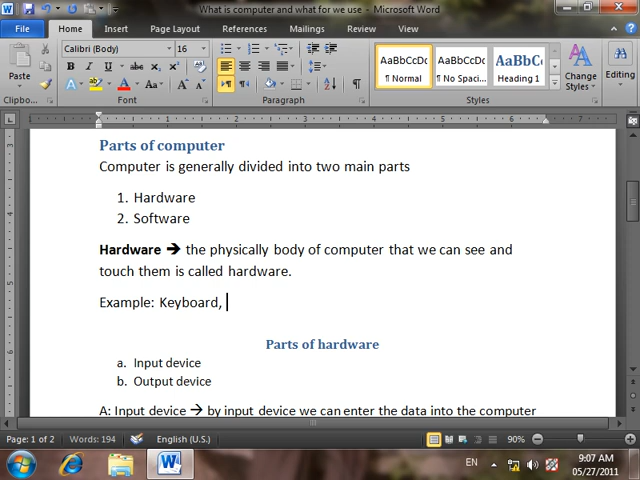 What is computer and what for we use - Microsoft Word
File Home Insert Page Layout References Mailings Review View
Paste
Calibri (Body) 16
AaBbCcDc AaBbCcDc AaBbC
¶ Normal ¶ No Spaci... Heading 1
Change Styles
Editing
Clipbo... Font Paragraph Styles
Parts of computer
Computer is generally divided into two main parts
1. Hardware
2. Software
Hardware ➔ the physically body of computer that we can see and
touch them is called hardware.
Example: Keyboard,
Parts of hardware
a. Input device
b. Output device
A: Input device → by input device we can enter the data into the computer
Page: 1 of 2 Words: 194 English (U.S.) 90%
EN 9:07 AM
05/27/2011